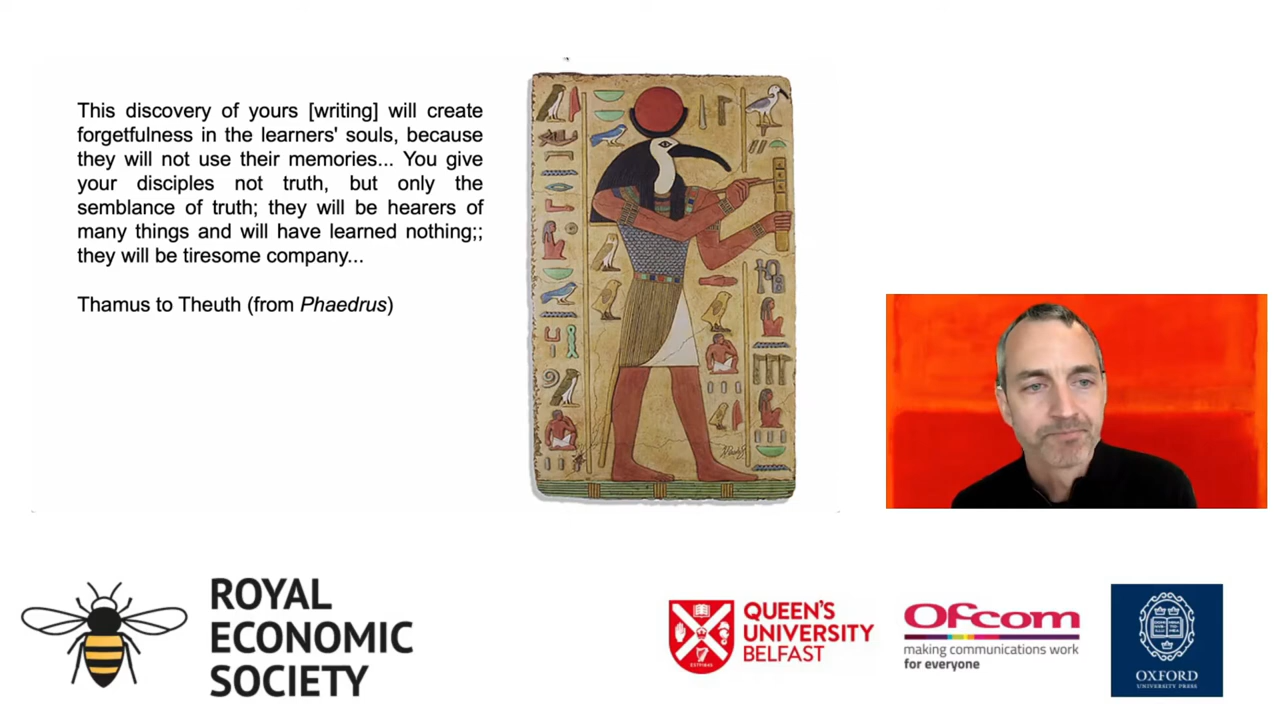 This discovery of yours [writing] will create
forgetfulness in the learners' souls, because
they will not use their memories... You give
your disciples not truth, but only the
semblance of truth; they will be hearers of
many things and will have learned nothing;;
they will be tiresome company...
Thamus to Theuth (from Phaedrus)
ROYAL
ECONOMIC
SOCIETY
QUEEN'S
UNIVERSITY
BELFAST
Ofcom
making communications work
for everyone
OXFORD
UNIVERSITY PRESS